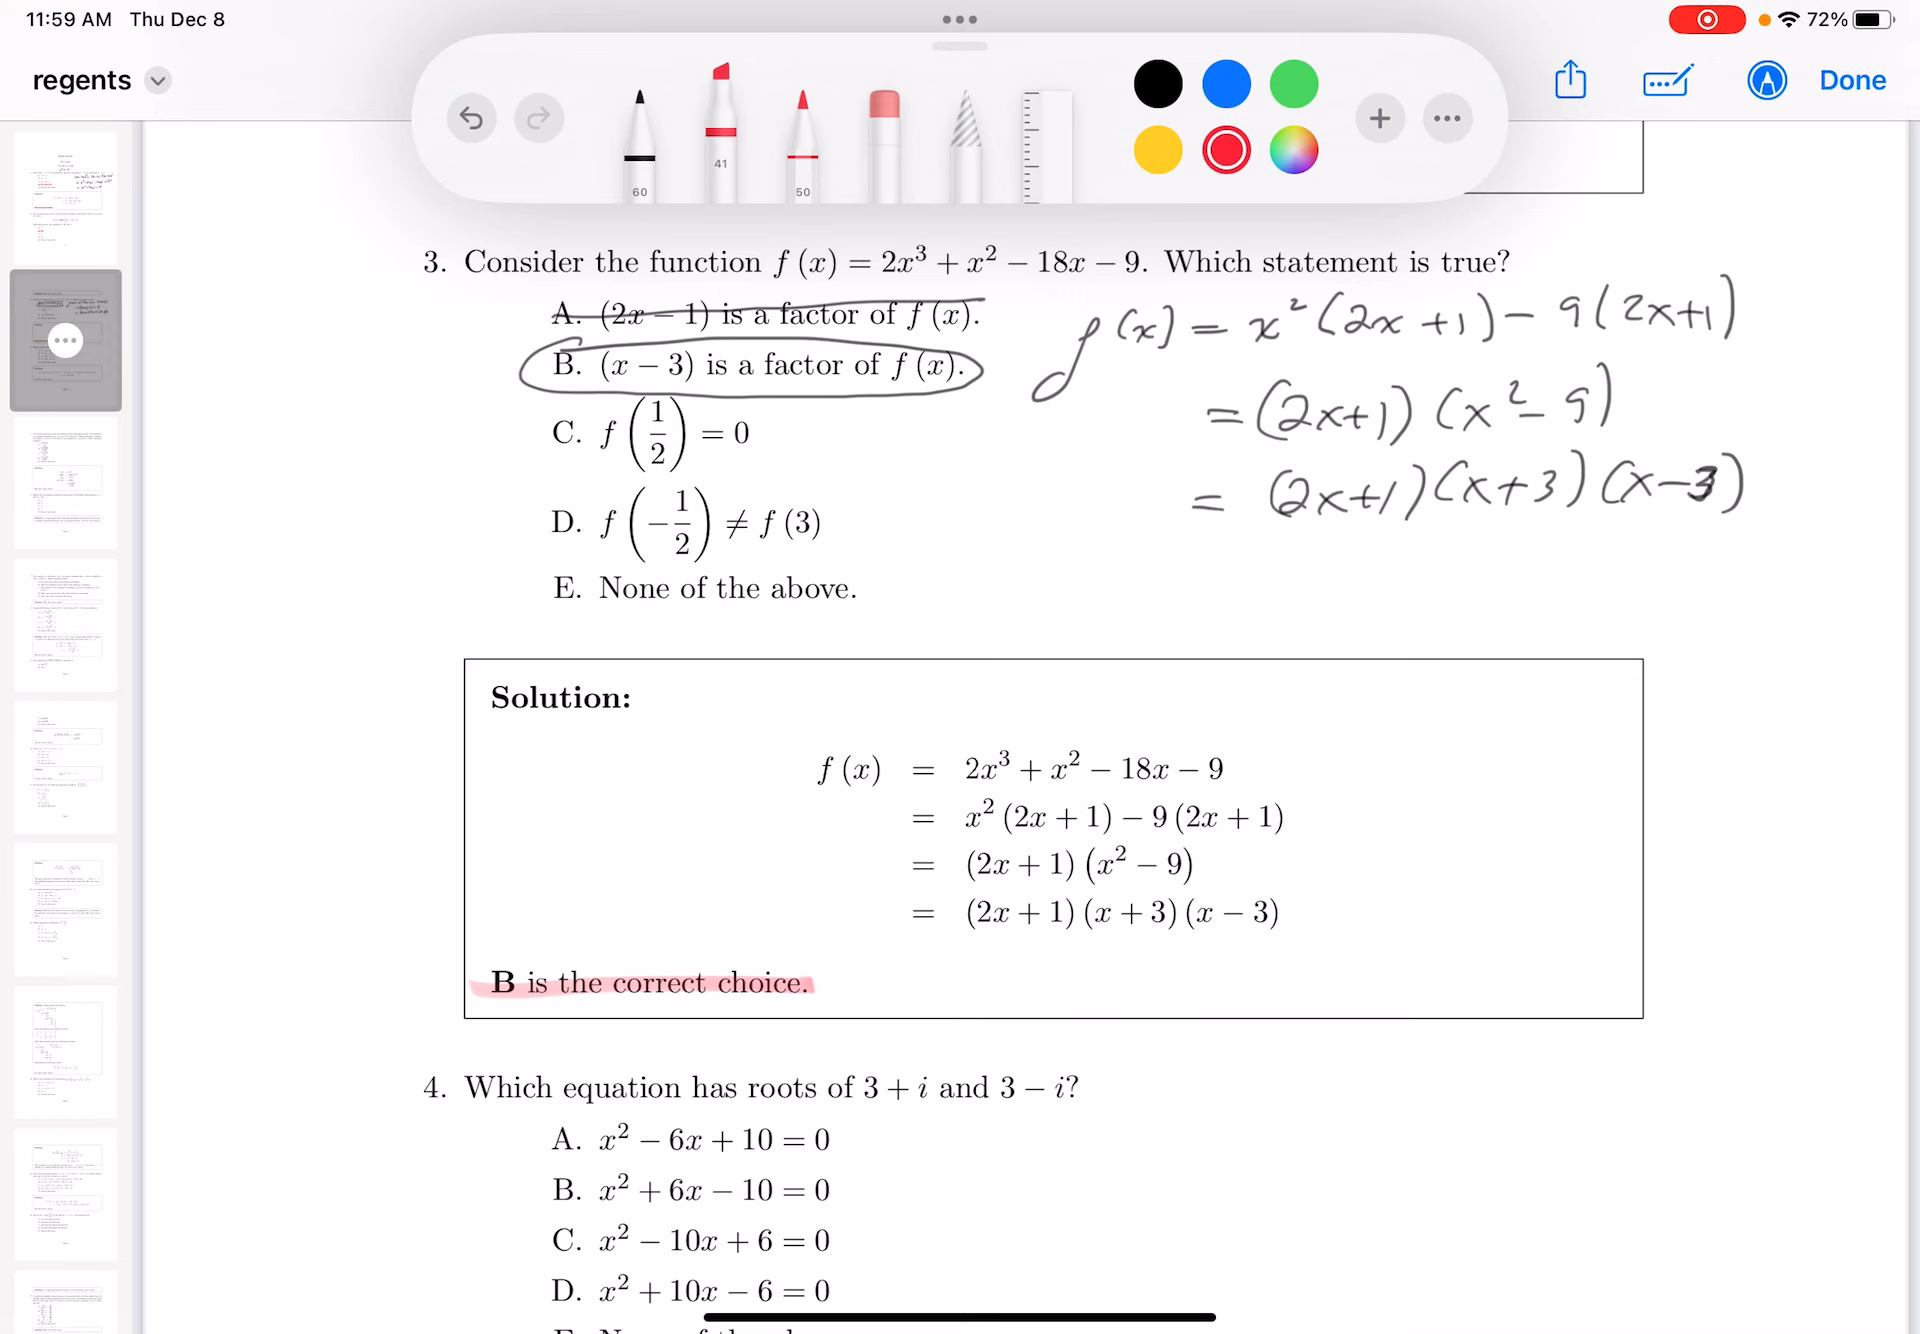 11:59 AM Thu Dec 8
72%
regents
Done
60
41
50
3. Consider the function f (x) = 2x³ + x² − 18x − 9. Which statement is true?
A. (2x − 1) is a factor of f (x).
B. (x − 3) is a factor of f (x).
C. f (1/2) = 0
D. f (−1/2) ≠ f (3)
E. None of the above.
f(x) = x²(2x+1) − 9(2x+1)
= (2x+1) (x² − 9)
= (2x+1)(x+3)(x−3)
Solution:
f (x) = 2x³ + x² − 18x − 9
= x² (2x + 1) − 9 (2x + 1)
= (2x + 1) (x² − 9)
= (2x + 1) (x + 3) (x − 3)
B is the correct choice.
4. Which equation has roots of 3 + i and 3 − i?
A. x² − 6x + 10 = 0
B. x² + 6x − 10 = 0
C. x² − 10x + 6 = 0
D. x² + 10x − 6 = 0